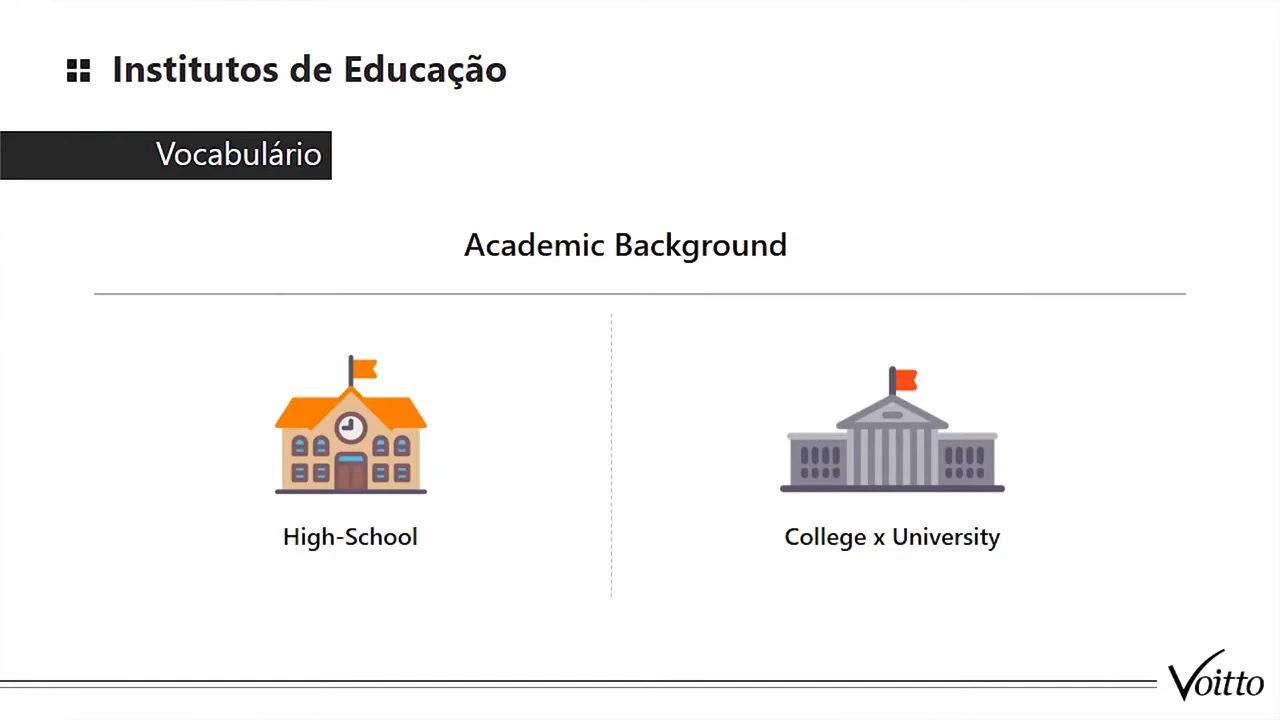 Institutos de Educação
Vocabulário
Academic Background
High-School
College x University
Voitto